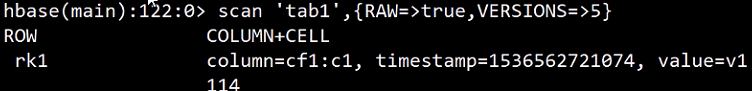 hbase(main):122:0> scan 'tab1',{RAW=>true,VERSIONS=>5}
ROW COLUMN+CELL
rk1 column=cf1:c1, timestamp=1536562721074, value=v1
114